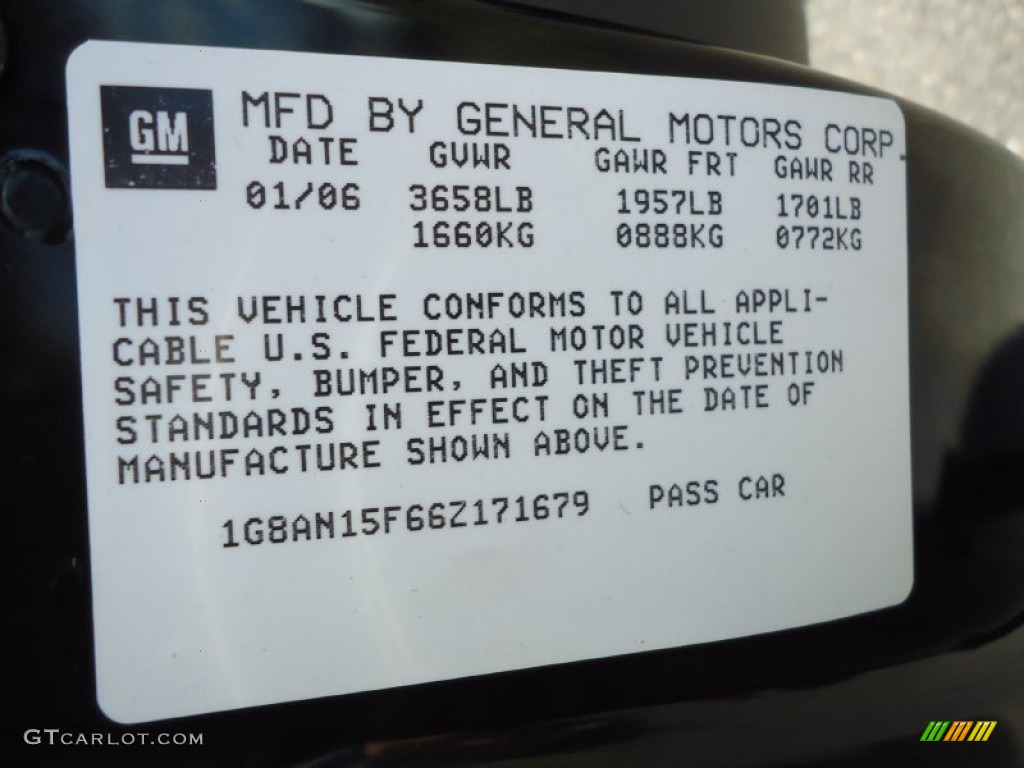 GM
MFD BY GENERAL MOTORS CORP.
DATE GVWR GAWR FRT GAWR RR
01/06 3658LB 1957LB 1701LB
1660KG 0888KG 0772KG
THIS VEHICLE CONFORMS TO ALL APPLI-
CABLE U.S. FEDERAL MOTOR VEHICLE
SAFETY, BUMPER, AND THEFT PREVENTION
STANDARDS IN EFFECT ON THE DATE OF
MANUFACTURE SHOWN ABOVE.
1G8AN15F66Z171679 PASS CAR
GTCARLOT.COM